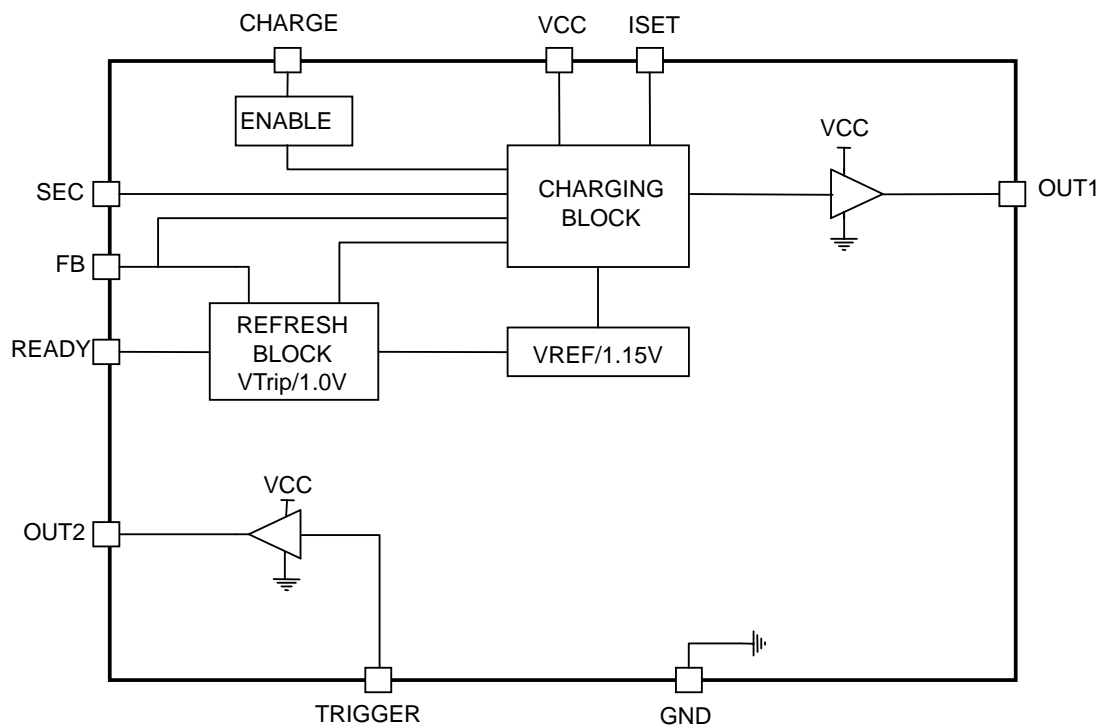 CHARGE
VCC
ISET
ENABLE
VCC
SEC
CHARGING
BLOCK
OUT1
FB
REFRESH
BLOCK
VTrip/1.0V
READY
VREF/1.15V
VCC
OUT2
TRIGGER
GND